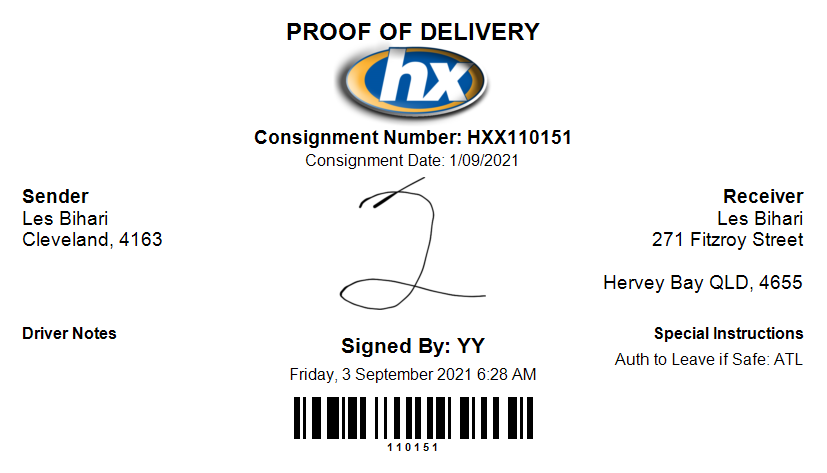 PROOF OF DELIVERY
hx
Consignment Number: HXX110151
Consignment Date: 1/09/2021
Sender
Les Bihari
Cleveland, 4163
Receiver
Les Bihari
271 Fitzroy Street
Hervey Bay QLD, 4655
Driver Notes
Signed By: YY
Friday, 3 September 2021 6:28 AM
Special Instructions
Auth to Leave if Safe: ATL
110151